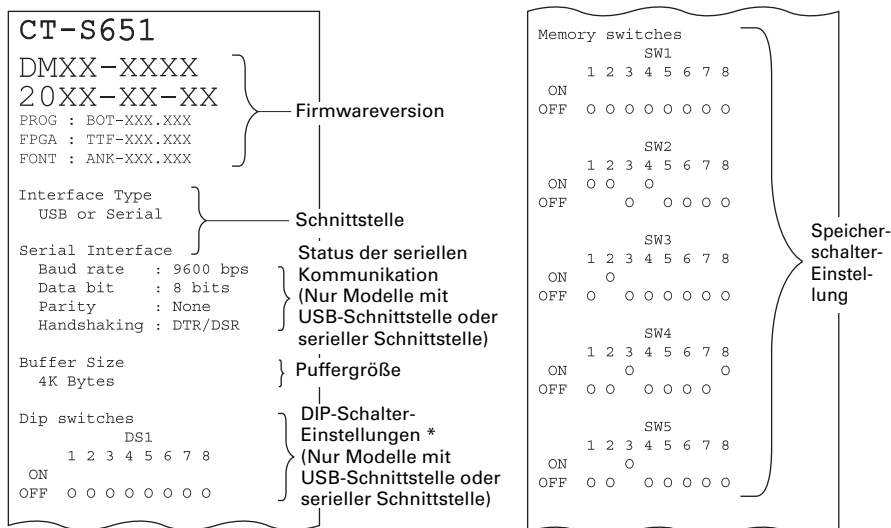 CT-S651
DMXX-XXXX
20XX-XX-XX
PROG : BOT-XXX.XXX
FPGA : TTF-XXX.XXX
FONT : ANK-XXX.XXX
Firmwareversion
Interface Type
USB or Serial
Schnittstelle
Serial Interface
Baud rate : 9600 bps
Data bit : 8 bits
Parity : None
Handshaking : DTR/DSR
Status der seriellen
Kommunikation
(Nur Modelle mit
USB-Schnittstelle oder
serieller Schnittstelle)
Buffer Size
4K Bytes
Puffergröße
Dip switches
DS1
1 2 3 4 5 6 7 8
ON
OFF O O O O O O O O
DIP-Schalter-
Einstellungen *
(Nur Modelle mit
USB-Schnittstelle oder
serieller Schnittstelle)
Memory switches
SW1
1 2 3 4 5 6 7 8
ON
OFF O O O O O O O O
SW2
1 2 3 4 5 6 7 8
ON O O O
OFF O O O O O
SW3
1 2 3 4 5 6 7 8
ON O
OFF O O O O O O O
SW4
1 2 3 4 5 6 7 8
ON O O
OFF O O O O O O
SW5
1 2 3 4 5 6 7 8
ON O
OFF O O O O O O O
Speicher-
schalter-
Einstel-
lung